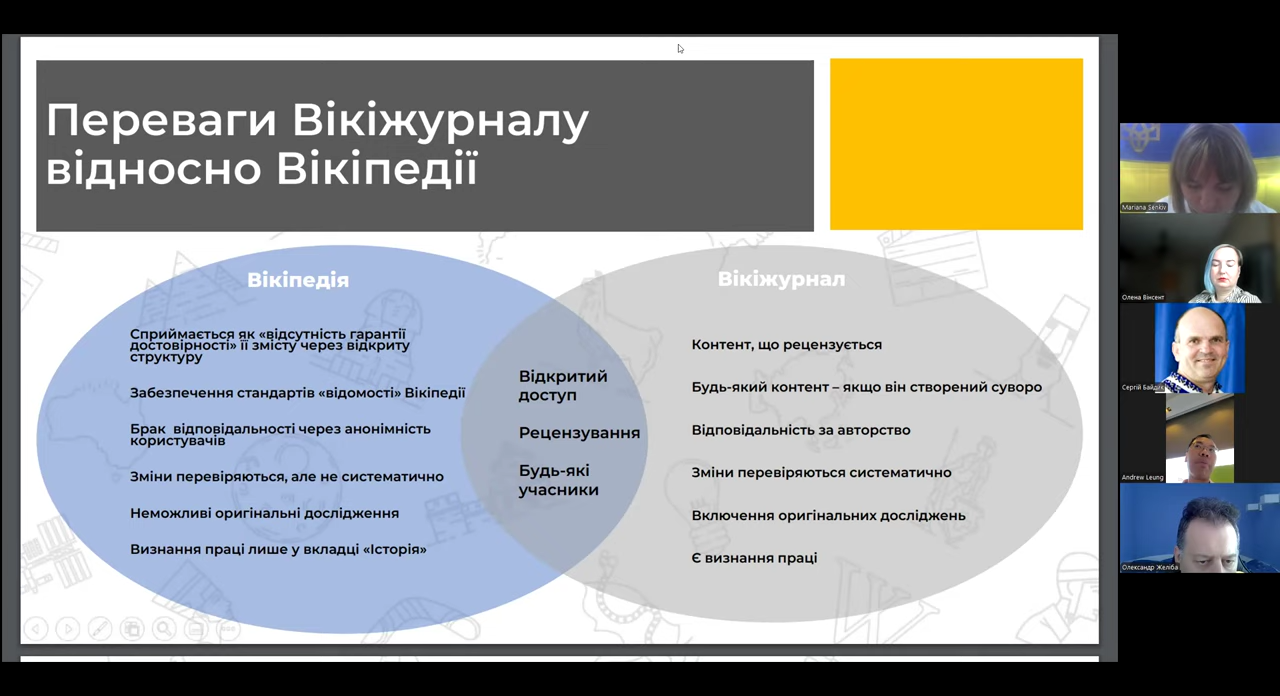 Переваги Вікіжурналу
відносно Вікіпедії
Вікіпедія
Сприймається як «відсутність гарантії
достовірності» її змісту через відкриту
структуру
Забезпечення стандартів «відомості» Вікіпедії
Брак відповідальності через анонімність
користувачів
Зміни перевіряються, але не систематично
Неможливі оригінальні дослідження
Визнання праці лише у вкладці «Історія»
Відкритий
доступ
Рецензування
Будь-які
учасники
Вікіжурнал
Контент, що рецензується
Будь-який контент – якщо він створений суворо
Відповідальність за авторство
Зміни перевіряються систематично
Включення оригінальних досліджень
Є визнання праці
Mariana Senkiv
Олена Вінсент
Сергій
Andrew Leung
Олександр Желіба